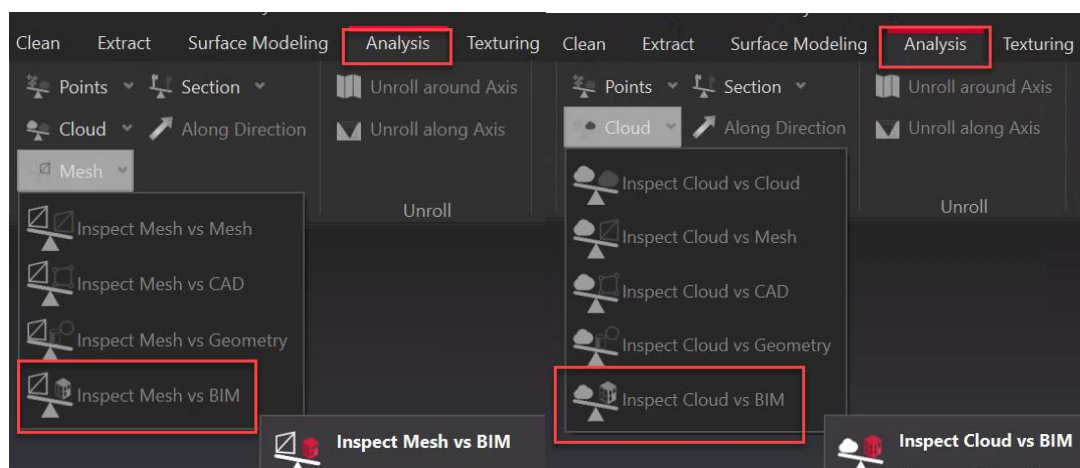 Clean Extract Surface Modeling Analysis Texturing
Points Section Unroll around Axis
Cloud Along Direction Unroll along Axis
Mesh
Inspect Mesh vs Mesh
Unroll
Inspect Mesh vs CAD
Inspect Mesh vs Geometry
Inspect Mesh vs BIM
Inspect Mesh vs BIM
Clean Extract Surface Modeling Analysis Texturing
Points Section Unroll around Axis
Cloud Along Direction Unroll along Axis
Inspect Cloud vs Cloud
Unroll
Inspect Cloud vs Mesh
Inspect Cloud vs CAD
Inspect Cloud vs Geometry
Inspect Cloud vs BIM
Inspect Cloud vs BIM